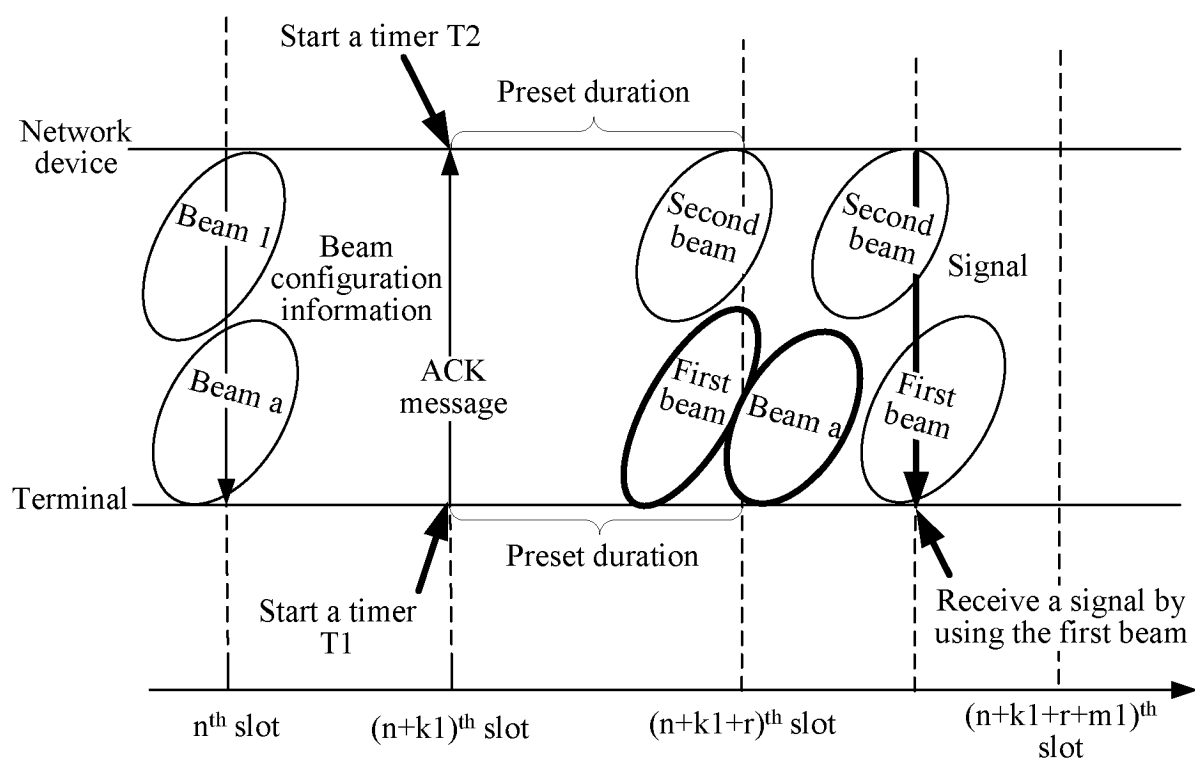 Start a timer T2
Preset duration
Network
device
Beam 1
Beam
configuration
information
Second
beam
Second
beam
Signal
Beam a
ACK
message
First
beam
Beam a
First
beam
Terminal
Preset duration
Start a timer
T1
Receive a signal by
using the first beam
nth slot
(n+k1)th slot
(n+k1+r)th slot
(n+k1+r+m1)th
slot